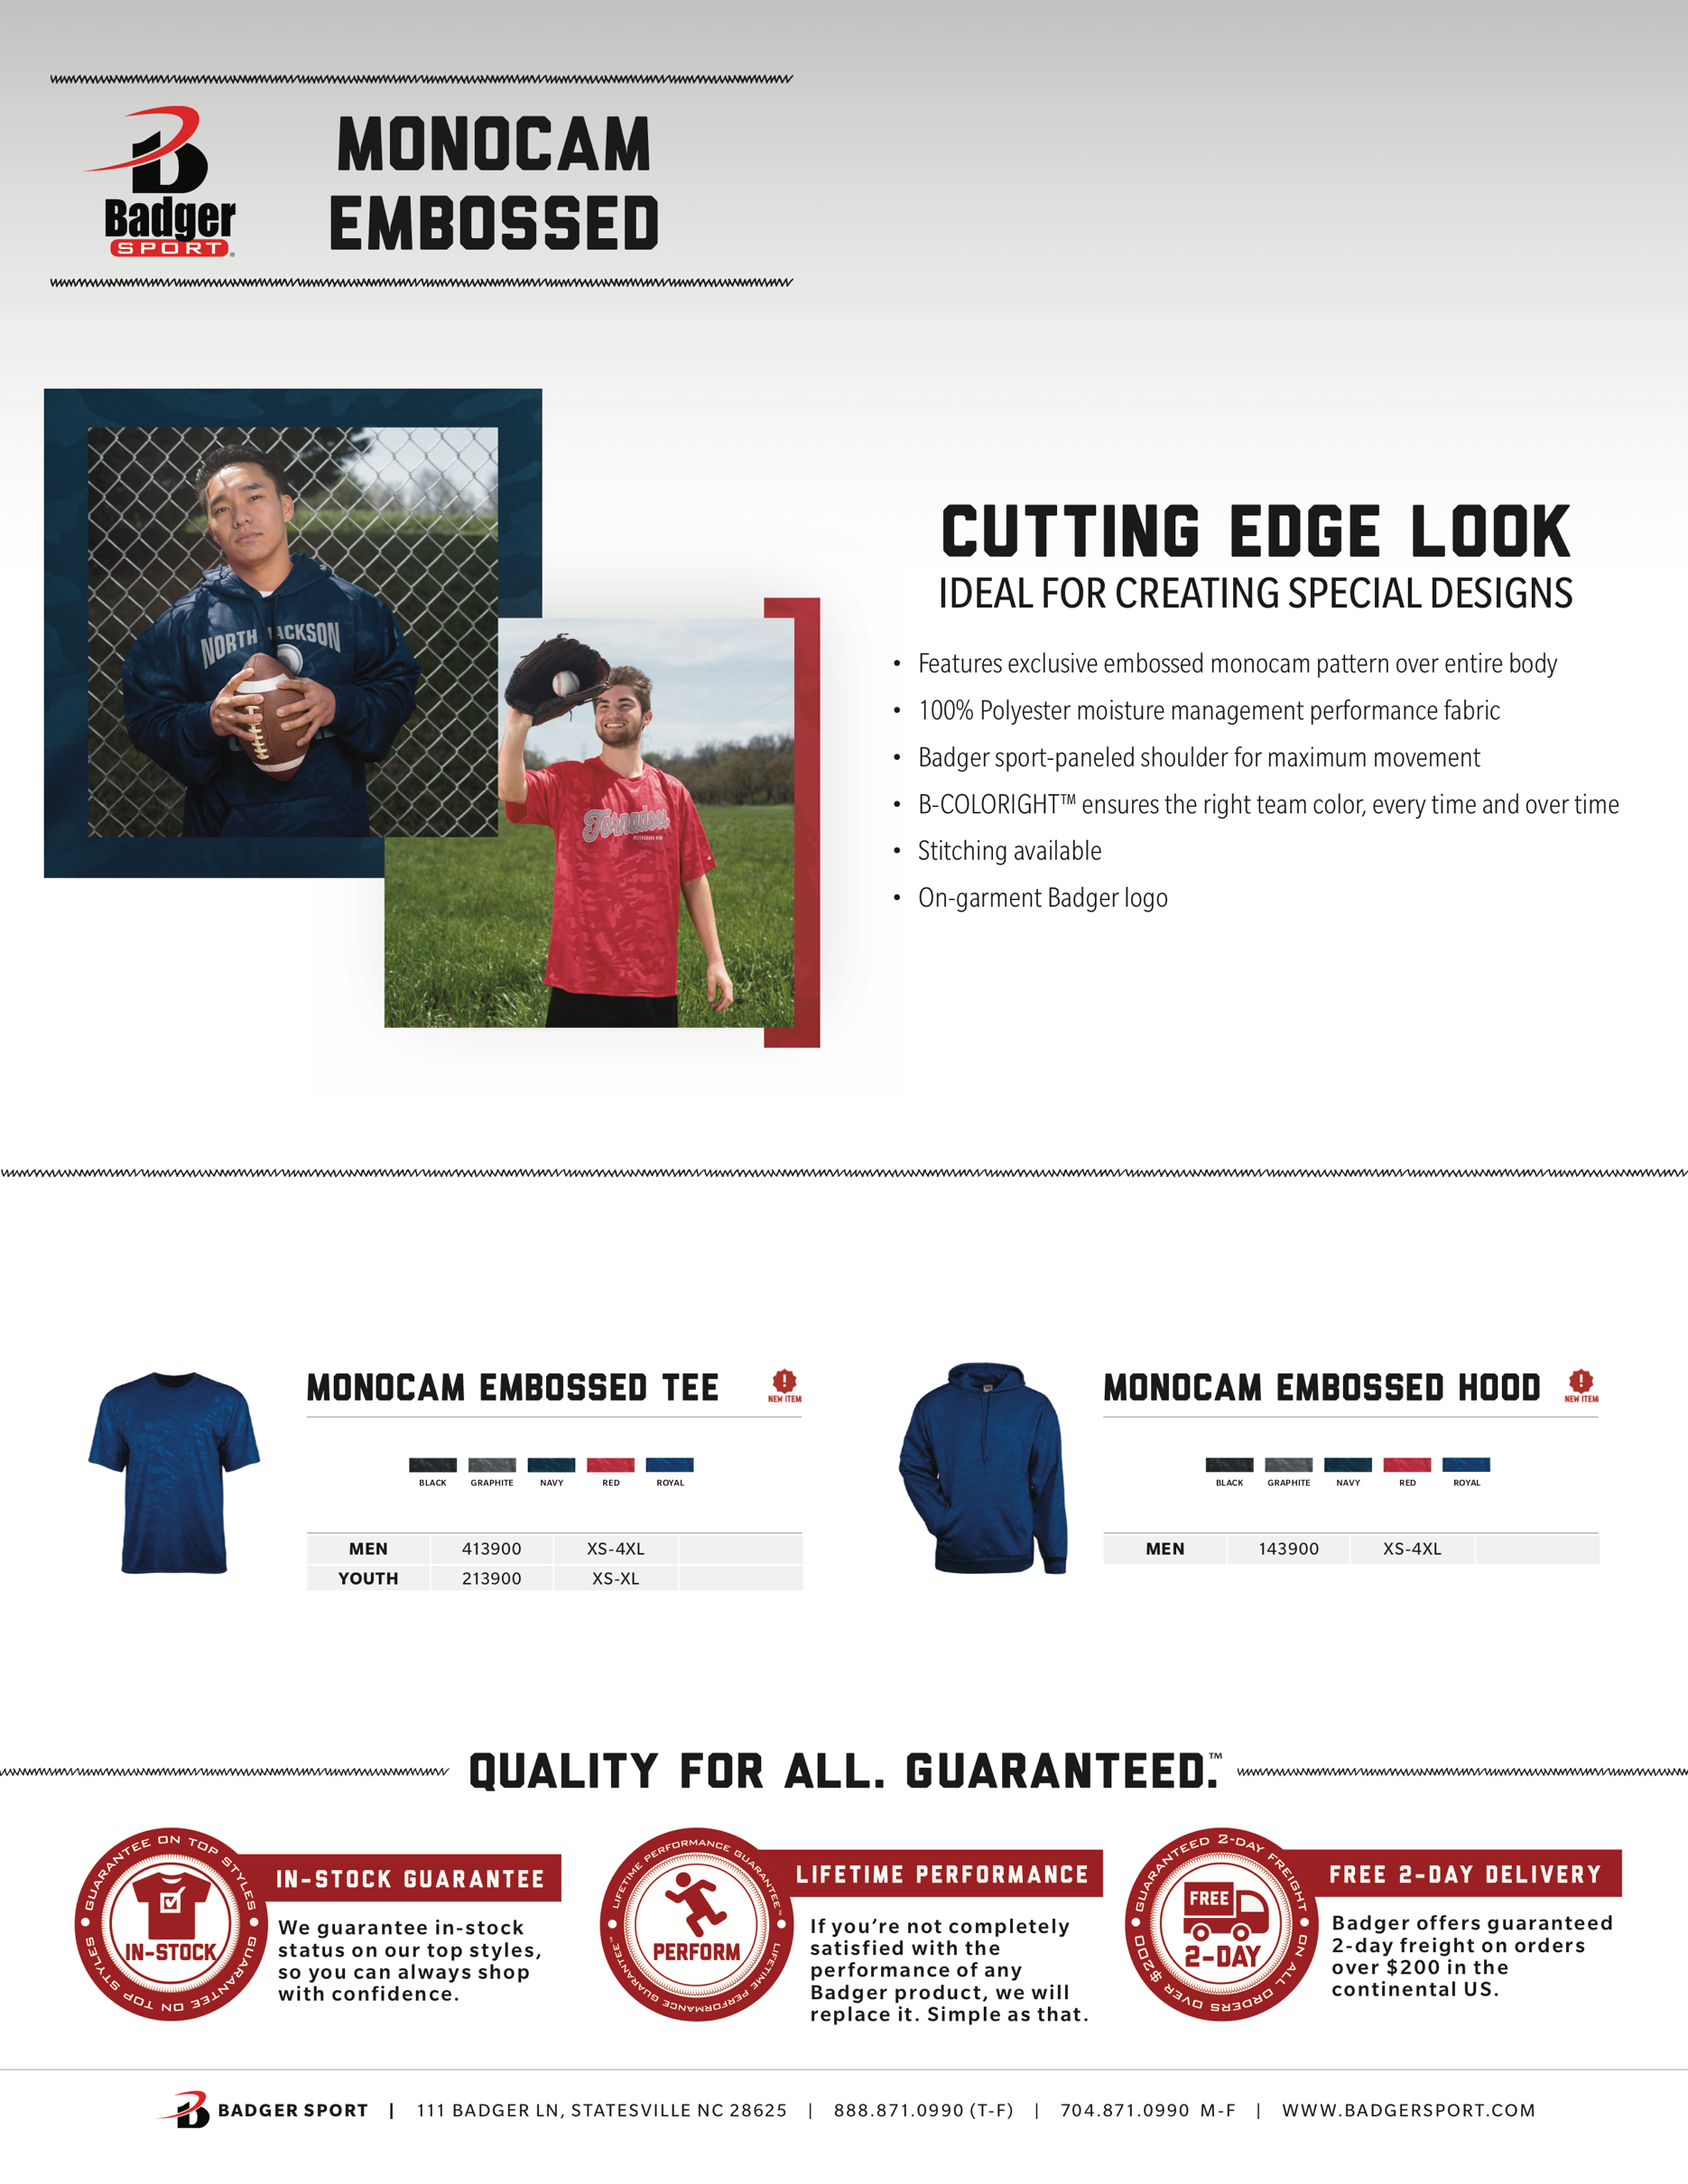 Badger
SPORT®
MONOCAM
EMBOSSED
NORTH JACKSON
Tornadoes
CUTTING EDGE LOOK
IDEAL FOR CREATING SPECIAL DESIGNS
• Features exclusive embossed monocam pattern over entire body
• 100% Polyester moisture management performance fabric
• Badger sport-paneled shoulder for maximum movement
• B-COLORIGHT™ ensures the right team color, every time and over time
• Stitching available
• On-garment Badger logo
MONOCAM EMBOSSED TEE
NEW ITEM
BLACK GRAPHITE NAVY RED ROYAL
MEN 413900 XS-4XL
YOUTH 213900 XS-XL
MONOCAM EMBOSSED HOOD
NEW ITEM
BLACK GRAPHITE NAVY RED ROYAL
MEN 143900 XS-4XL
QUALITY FOR ALL. GUARANTEED.™
GUARANTEE ON TOP STYLES • GUARANTEE ON TOP STYLES •
IN-STOCK
IN-STOCK GUARANTEE
We guarantee in-stock
status on our top styles,
so you can always shop
with confidence.
LIFETIME PERFORMANCE GUARANTEE™ • LIFETIME PERFORMANCE GUARANTEE™ •
PERFORM
LIFETIME PERFORMANCE
If you’re not completely
satisfied with the
performance of any
Badger product, we will
replace it. Simple as that.
GUARANTEED 2-DAY FREIGHT • ON ALL ORDERS OVER $200 •
FREE
2-DAY
FREE 2-DAY DELIVERY
Badger offers guaranteed
2-day freight on orders
over $200 in the
continental US.
BADGER SPORT | 111 BADGER LN, STATESVILLE NC 28625 | 888.871.0990 (T-F) | 704.871.0990 M-F | WWW.BADGERSPORT.COM